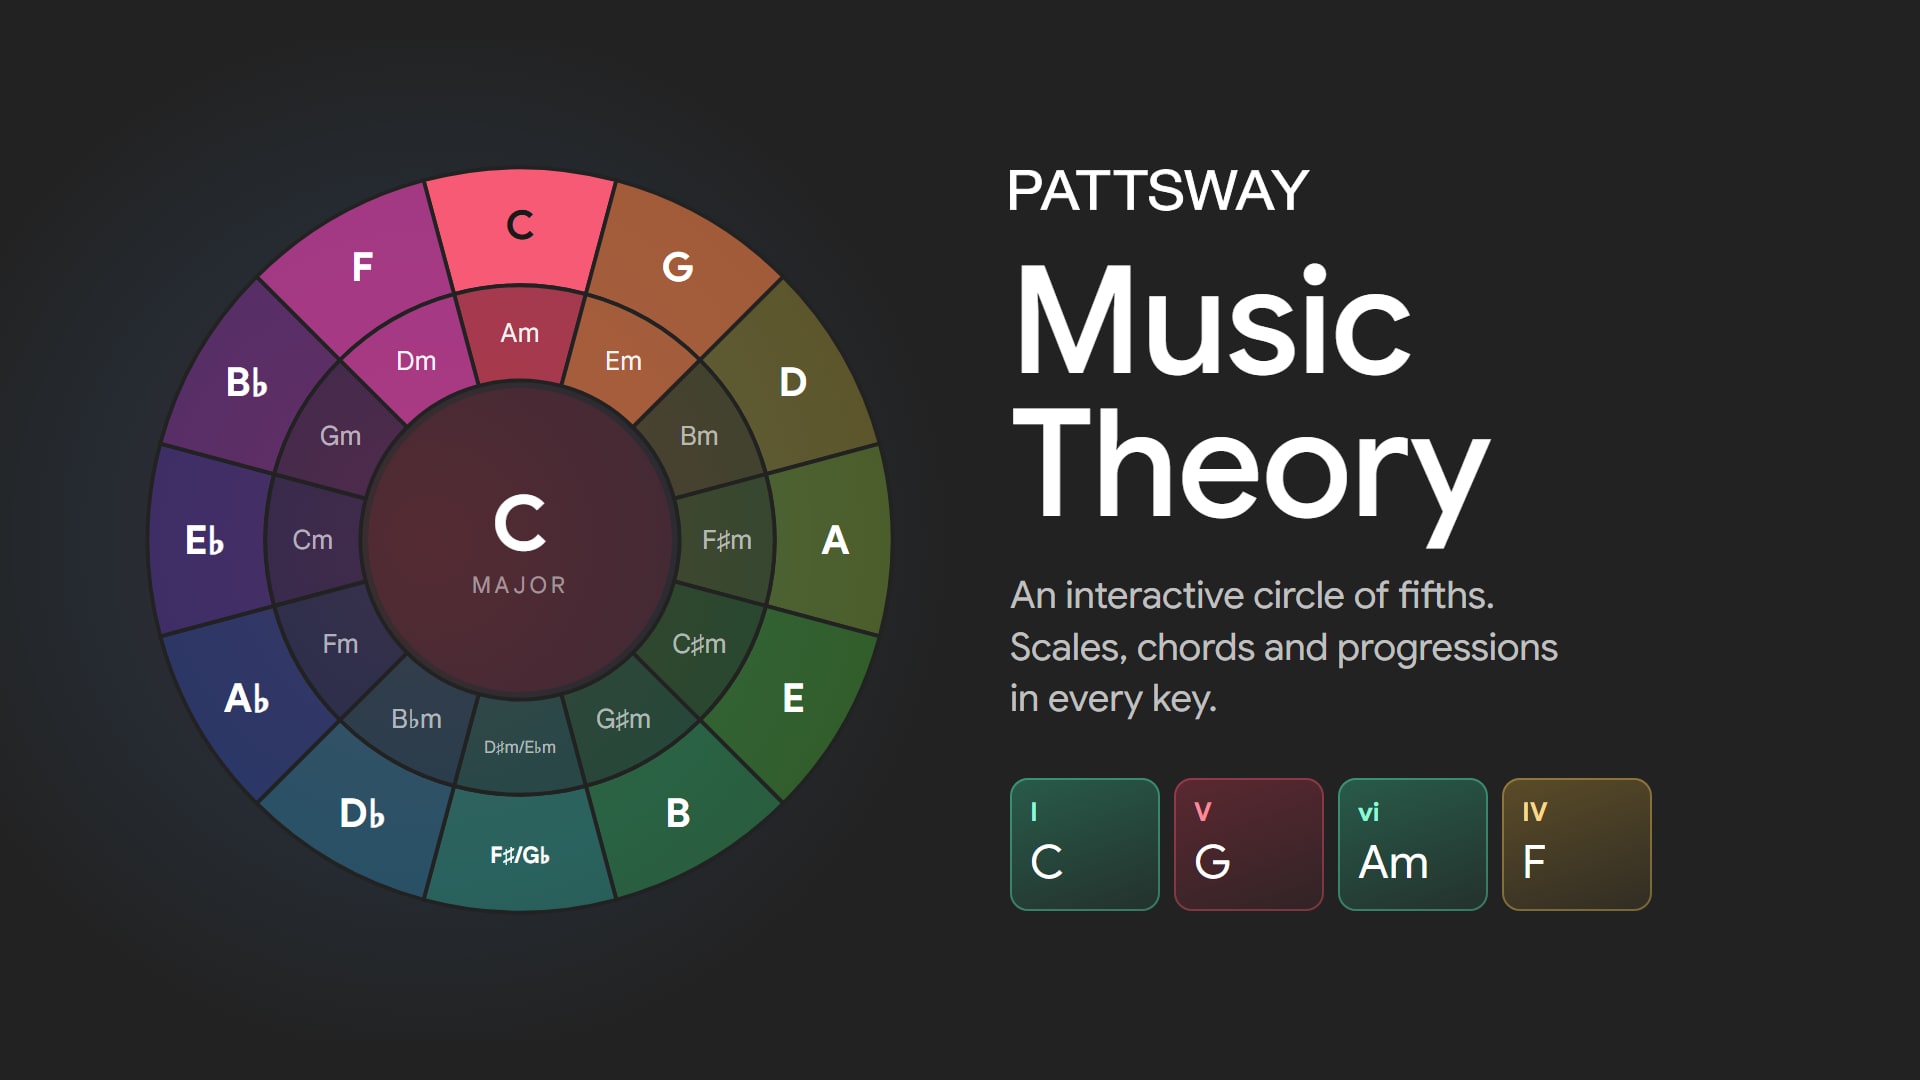 C
G
D
A
E
B
F♯/G♭
D♭
A♭
E♭
B♭
F
Am
Em
Bm
F♯m
C♯m
G♯m
D♯m/E♭m
B♭m
Fm
Cm
Gm
Dm
C
MAJOR
PATTSWAY
Music
Theory
An interactive circle of fifths.
Scales, chords and progressions
in every key.
I
C
V
G
vi
Am
IV
F